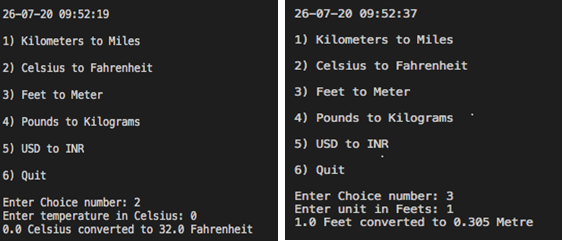 26-07-20 09:52:19
1) Kilometers to Miles
2) Celsius to Fahrenheit
3) Feet to Meter
4) Pounds to Kilograms
5) USD to INR
6) Quit
Enter Choice number: 2
Enter temperature in Celsius: 0
0.0 Celsius converted to 32.0 Fahrenheit
26-07-20 09:52:37
1) Kilometers to Miles
2) Celsius to Fahrenheit
3) Feet to Meter
4) Pounds to Kilograms
5) USD to INR
6) Quit
Enter Choice number: 3
Enter unit in Feets: 1
1.0 Feet converted to 0.305 Metre